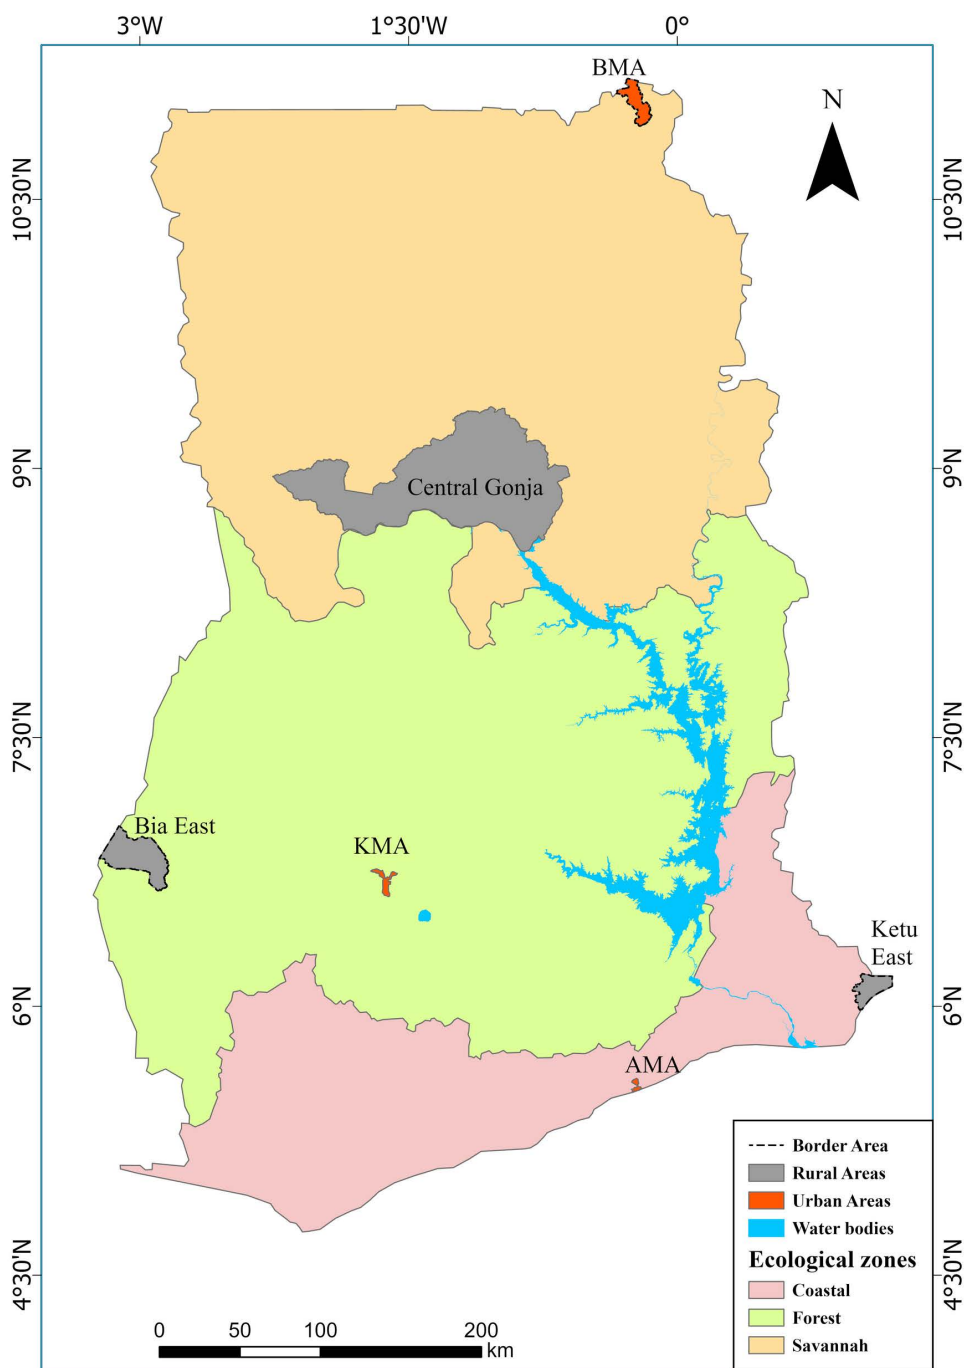 3°W 1°30'W 0°
BMA
N
10°30'N 10°30'N
9°N 9°N
Central Gonja
7°30'N 7°30'N
Bia East
KMA
Ketu
East
6°N 6°N
AMA
Border Area
Rural Areas
Urban Areas
Water bodies
Ecological zones
Coastal
Forest
Savannah
4°30'N 4°30'N
0 50 100 200
km